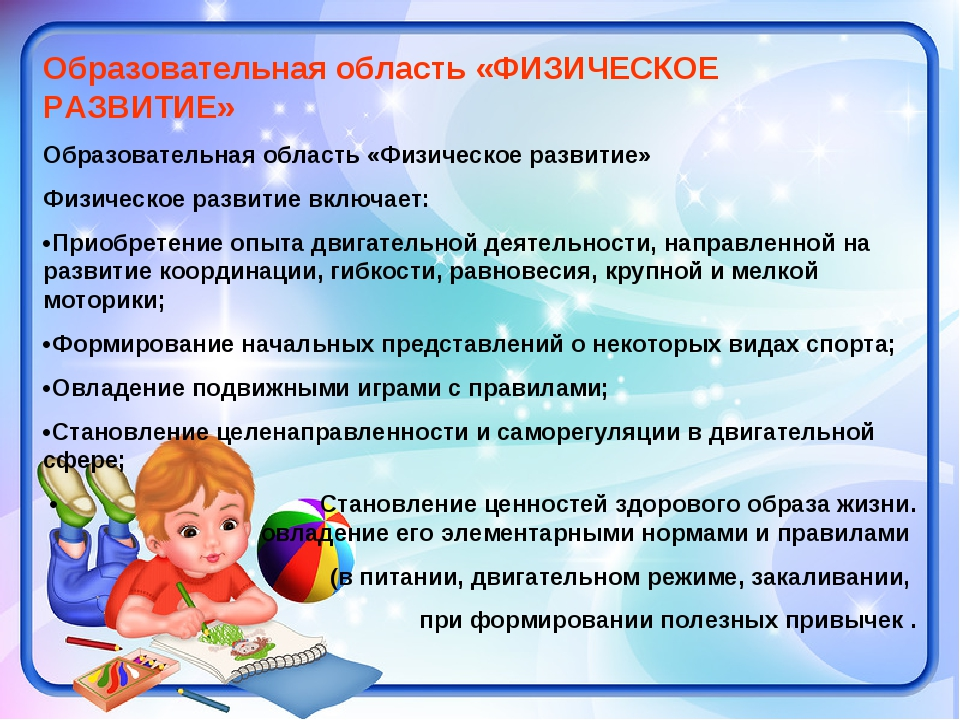 Образовательная область «ФИЗИЧЕСКОЕ
РАЗВИТИЕ»
Образовательная область «Физическое развитие»
Физическое развитие включает:
•Приобретение опыта двигательной деятельности, направленной на
развитие координации, гибкости, равновесия, крупной и мелкой
моторики;
•Формирование начальных представлений о некоторых видах спорта;
•Овладение подвижными играми с правилами;
•Становление целенаправленности и саморегуляции в двигательной
сфере;
• Становление ценностей здорового образа жизни.
овладение его элементарными нормами и правилами
(в питании, двигательном режиме, закаливании,
при формировании полезных привычек .